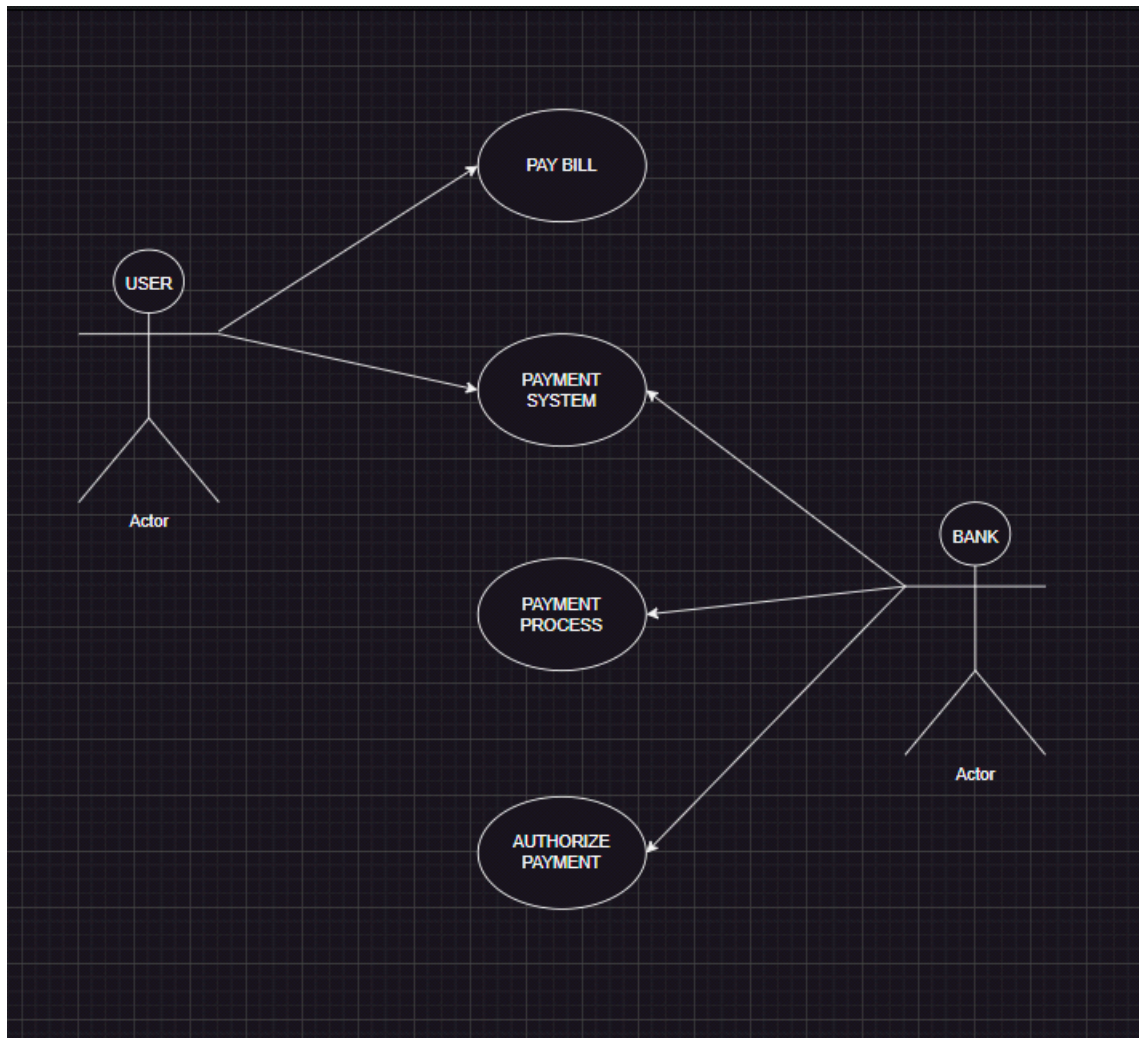 PAY BILL
USER
PAYMENT
SYSTEM
Actor
BANK
PAYMENT
PROCESS
Actor
AUTHORIZE
PAYMENT